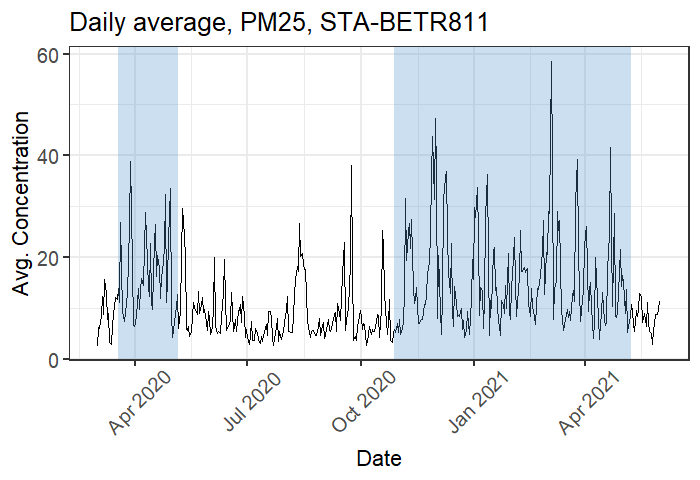 Daily average, PM25, STA-BETR811
Avg. Concentration
60
40
20
0
Apr 2020
Jul 2020
Oct 2020
Jan 2021
Apr 2021
Date